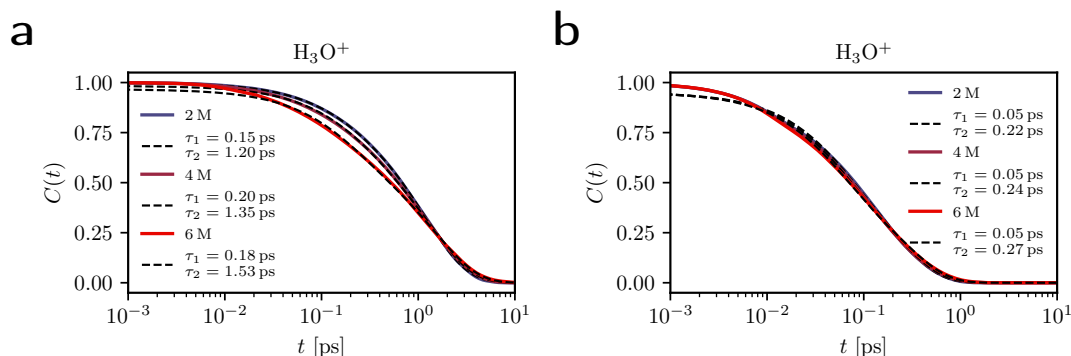 a
H₃O⁺
C(t)
1.00
0.75
0.50
0.25
0.00
2 M
τ₁ = 0.15 ps
τ₂ = 1.20 ps
4 M
τ₁ = 0.20 ps
τ₂ = 1.35 ps
6 M
τ₁ = 0.18 ps
τ₂ = 1.53 ps
10⁻³ 10⁻² 10⁻¹ 10⁰ 10¹
t [ps]
b
H₃O⁺
C(t)
1.00
0.75
0.50
0.25
0.00
2 M
τ₁ = 0.05 ps
τ₂ = 0.22 ps
4 M
τ₁ = 0.05 ps
τ₂ = 0.24 ps
6 M
τ₁ = 0.05 ps
τ₂ = 0.27 ps
10⁻³ 10⁻² 10⁻¹ 10⁰ 10¹
t [ps]